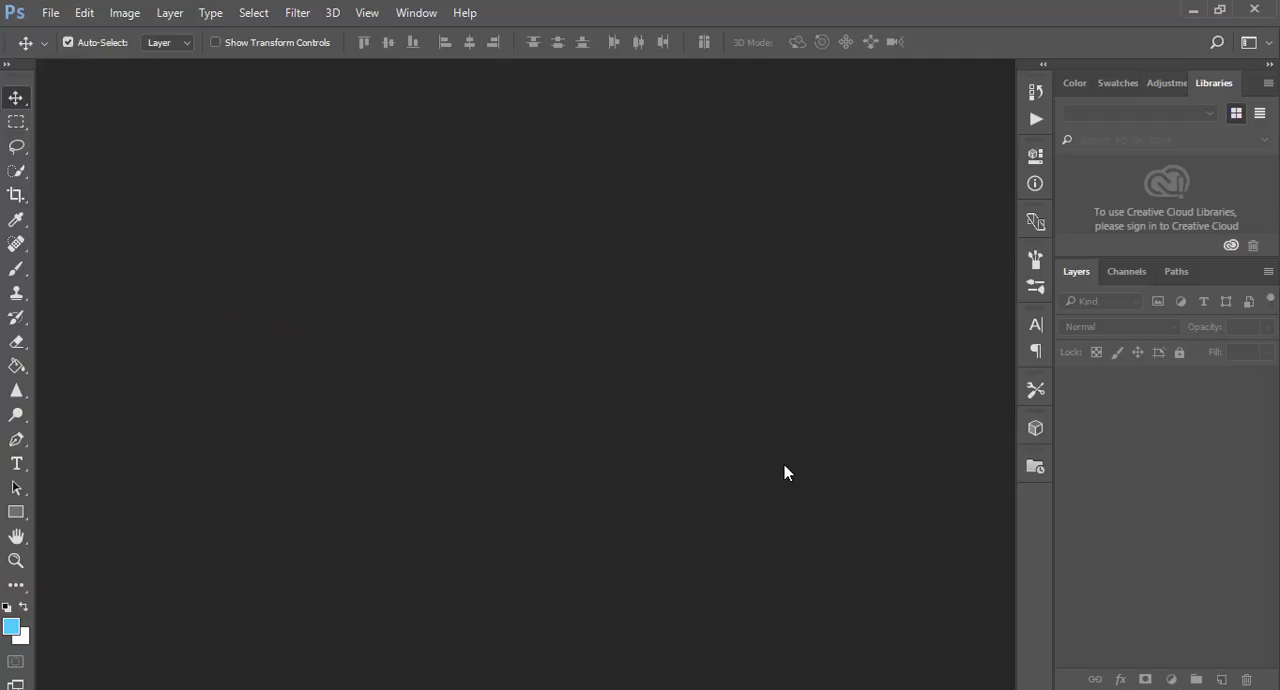 Ps File Edit Image Layer Type Select Filter 3D View Window Help
Auto-Select: Layer Show Transform Controls 3D Mode:
Color Swatches Adjustme Libraries
To use Creative Cloud Libraries,
please sign in to Creative Cloud
Layers Channels Paths
Kind
Normal Opacity:
Lock: Fill: